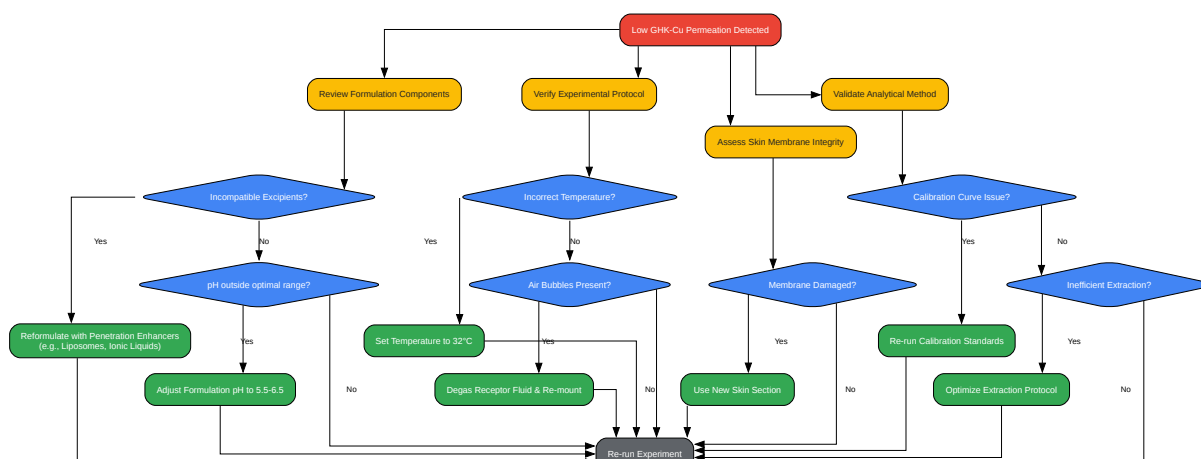 Low GHK-Cu Permeation Detected
Review Formulation Components
Verify Experimental Protocol
Validate Analytical Method
Assess Skin Membrane Integrity
Incompatible Excipients?
Incorrect Temperature?
Calibration Curve Issue?
Yes
No
Yes
No
Yes
No
pH outside optimal range?
Air Bubbles Present?
Membrane Damaged?
Inefficient Extraction?
Reformulate with Penetration Enhancers
(e.g., Liposomes, Ionic Liquids)
Yes
Set Temperature to 32°C
Yes
Yes
Re-run Calibration Standards
Yes
Adjust Formulation pH to 5.5-6.5
No
Degas Receptor Fluid & Re-mount
No
Use New Skin Section
No
Optimize Extraction Protocol
No
Re-run Experiment